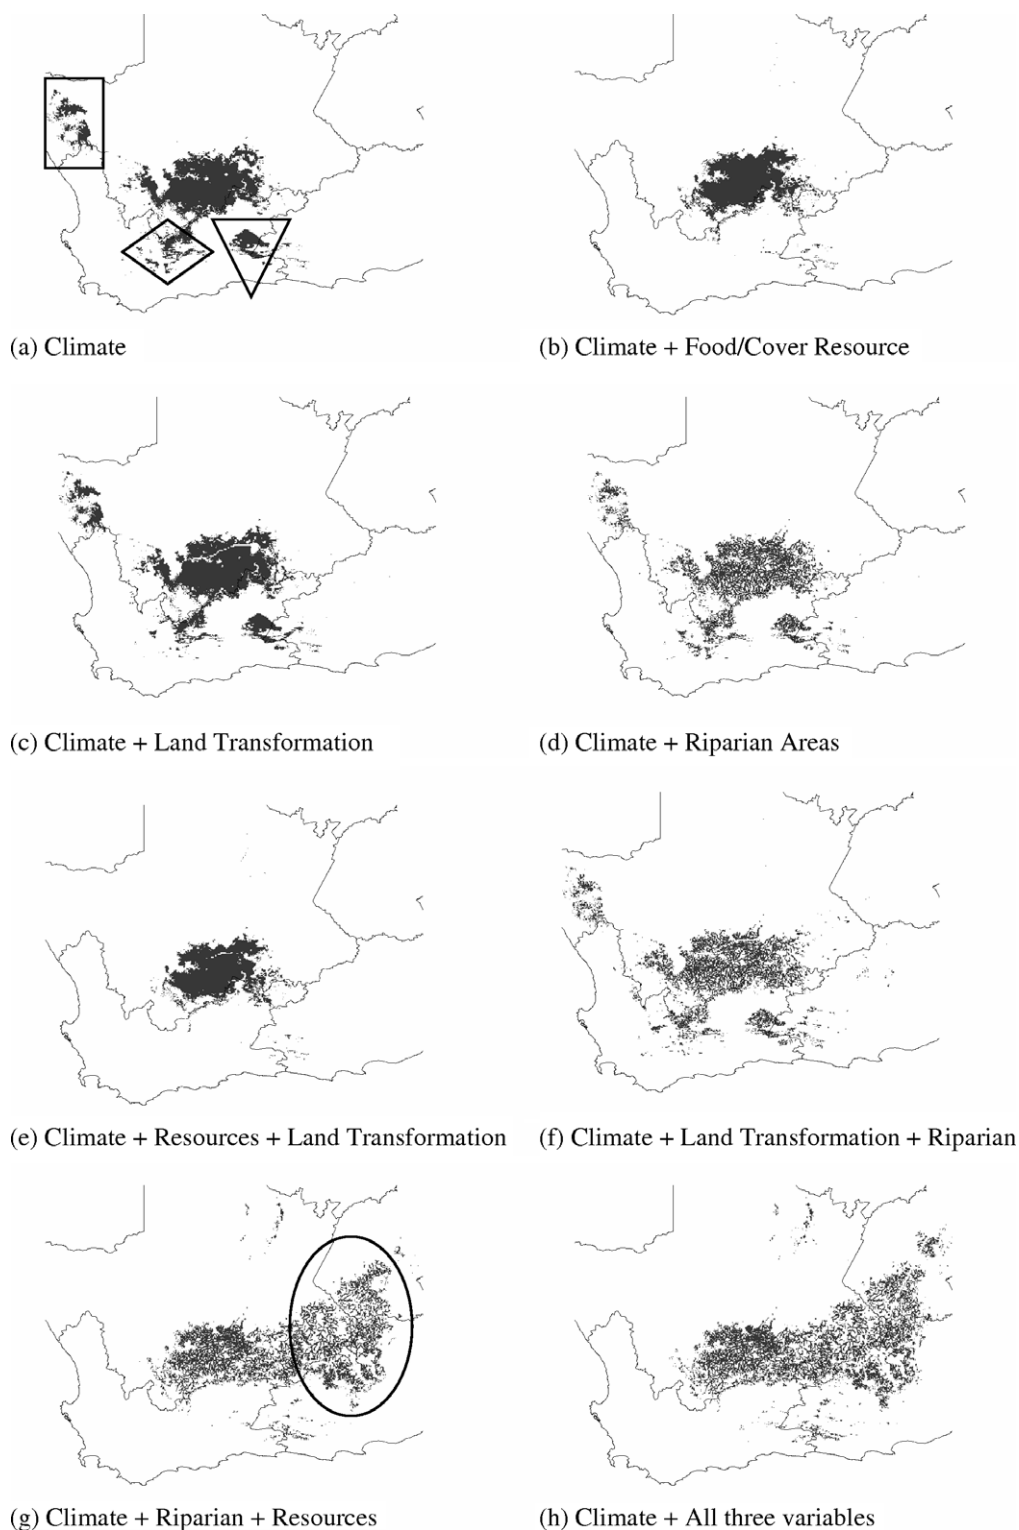 (a) Climate
(b) Climate + Food/Cover Resource
(c) Climate + Land Transformation
(d) Climate + Riparian Areas
(e) Climate + Resources + Land Transformation
(f) Climate + Land Transformation + Riparian
(g) Climate + Riparian + Resources
(h) Climate + All three variables